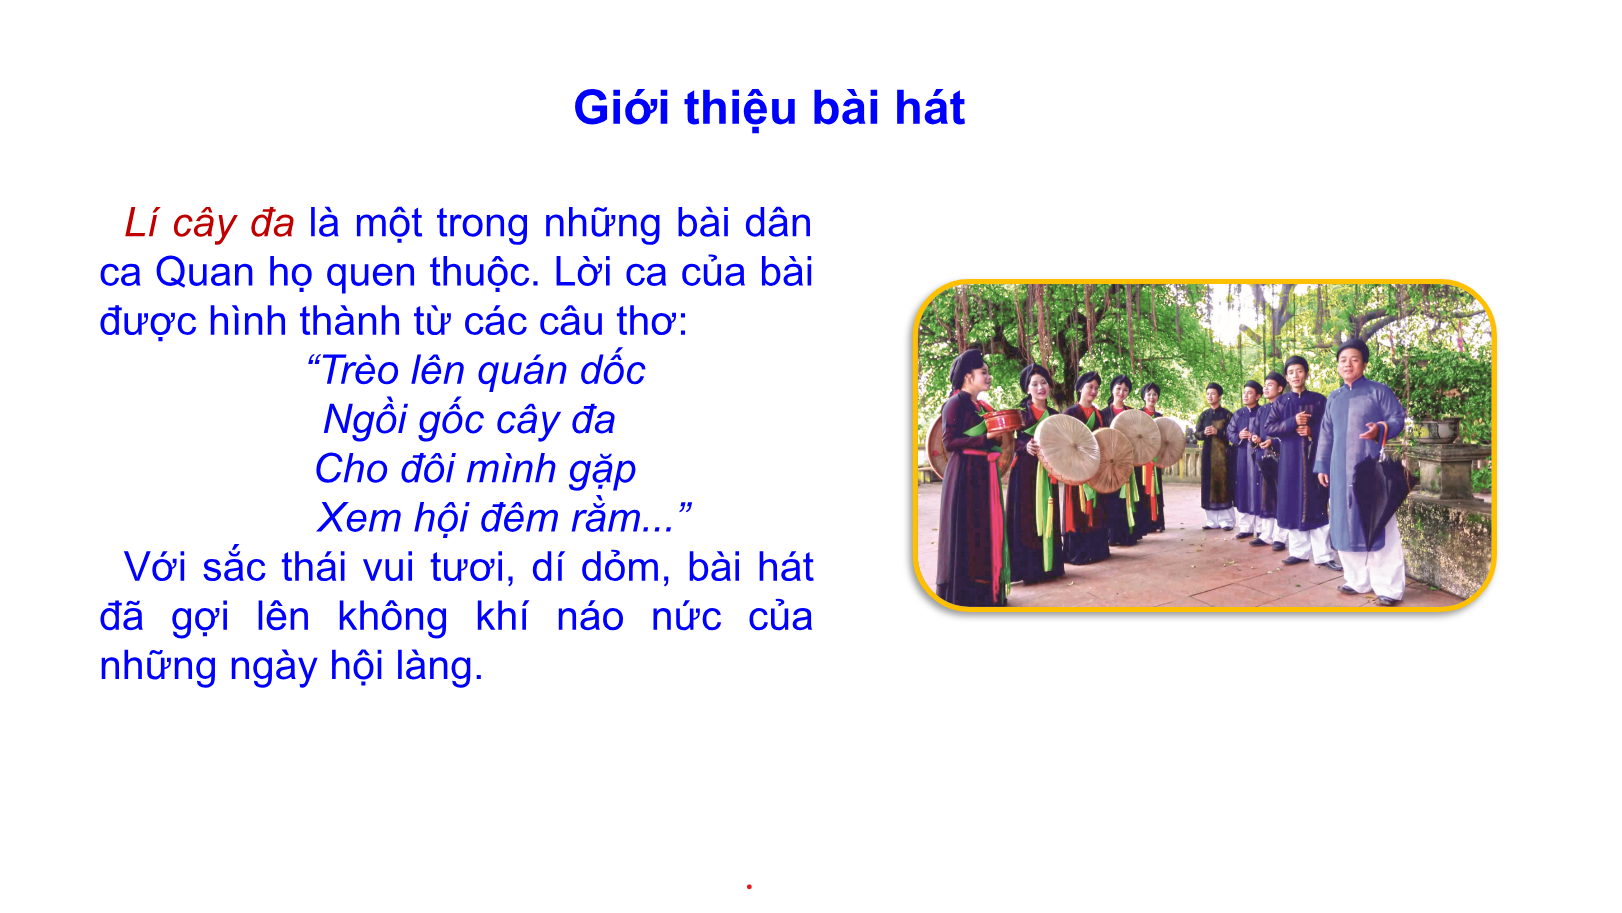 Giới thiệu bài hát
Lí cây đa là một trong những bài dân
ca Quan họ quen thuộc. Lời ca của bài
được hình thành từ các câu thơ:
“Trèo lên quán dốc
Ngồi gốc cây đa
Cho đôi mình gặp
Xem hội đêm rằm...”
Với sắc thái vui tươi, dí dỏm, bài hát
đã gợi lên không khí náo nức của
những ngày hội làng.